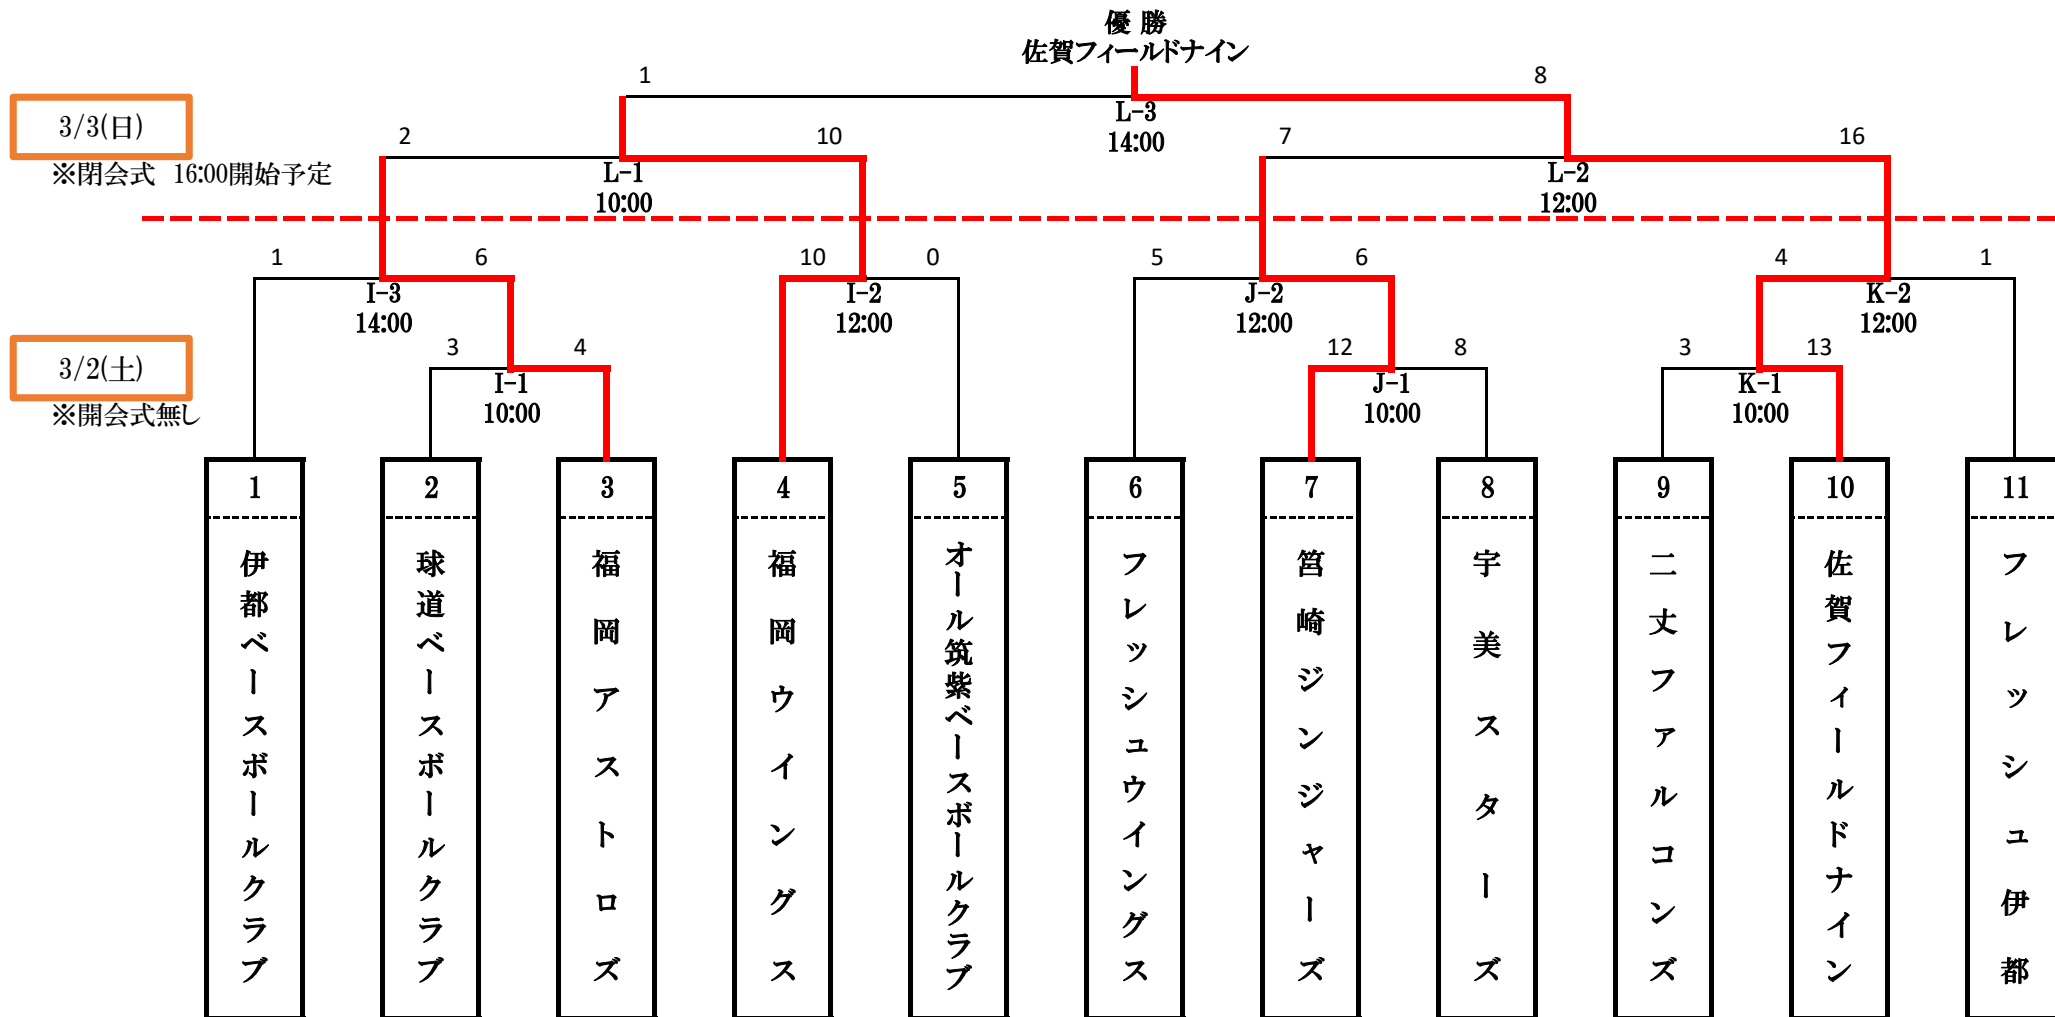 優 勝
佐賀フィールドナイン
1
8
3/3(日)
L-3
14:00
2
10
7
16
※閉会式 16:00開始予定
L-1
10:00
L-2
12:00
1
6
10
0
5
6
4
1
I-3
14:00
I-2
12:00
J-2
12:00
K-2
12:00
3/2(土)
3
4
12
8
3
13
※開会式無し
I-1
10:00
J-1
10:00
K-1
10:00
1
伊都ベースボールクラブ
2
球道ベースボールクラブ
3
福岡アストロズ
4
福岡ウイングス
5
オール筑紫ベースボールクラブ
6
フレッシュウイングス
7
筥崎ジンジャーズ
8
宇美スターズ
9
二丈ファルコンズ
10
佐賀フィールドナイン
11
フレッシュ伊都